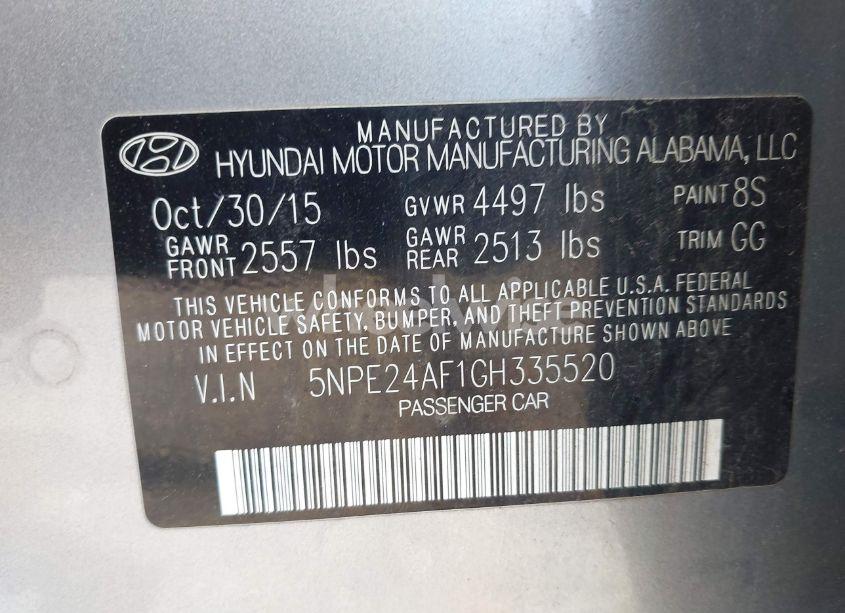 MANUFACTURED BY
HYUNDAI MOTOR MANUFACTURING ALABAMA, LLC
Oct/30/15 GVWR 4497 lbs PAINT 8S
GAWR FRONT 2557 lbs GAWR REAR 2513 lbs TRIM GG
THIS VEHICLE CONFORMS TO ALL APPLICABLE U.S.A. FEDERAL
MOTOR VEHICLE SAFETY, BUMPER, AND THEFT PREVENTION STANDARDS
IN EFFECT ON THE DATE OF MANUFACTURE SHOWN ABOVE
V.I.N 5NPE24AF1GH335520
PASSENGER CAR